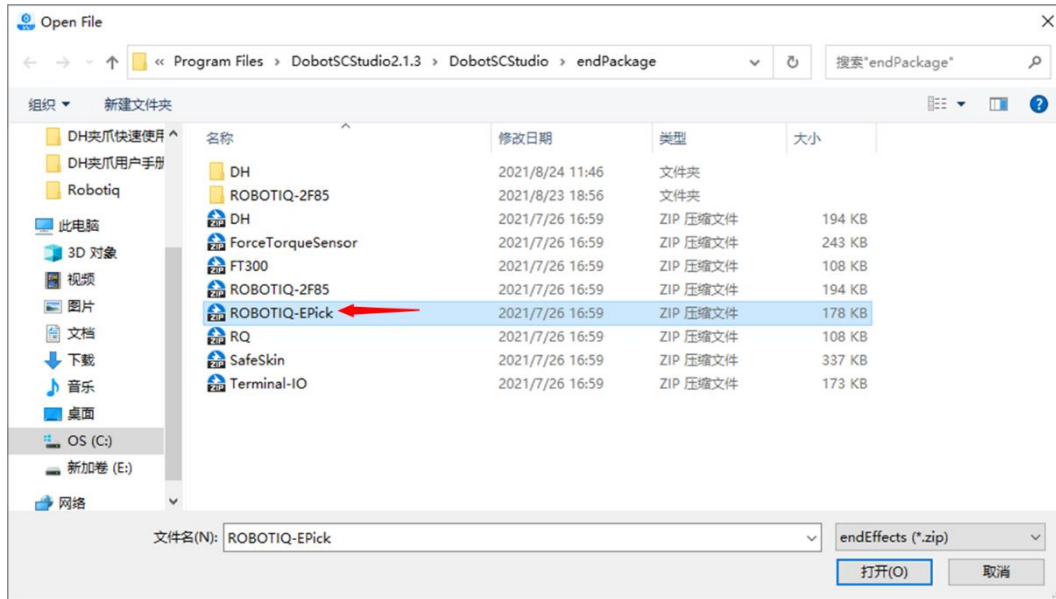 Open File
« Program Files › DobotSCStudio2.1.3 › DobotSCStudio › endPackage
搜索"endPackage"
组织 新建文件夹
名称 修改日期 类型 大小
DH夹爪快速使用
DH夹爪用户手册
Robotiq
此电脑
3D 对象
视频
图片
文档
下载
音乐
桌面
OS (C:)
新加卷 (E:)
网络
DH 2021/8/24 11:46 文件夹
ROBOTIQ-2F85 2021/8/23 18:56 文件夹
DH 2021/7/26 16:59 ZIP 压缩文件 194 KB
ForceTorqueSensor 2021/7/26 16:59 ZIP 压缩文件 243 KB
FT300 2021/7/26 16:59 ZIP 压缩文件 108 KB
ROBOTIQ-2F85 2021/7/26 16:59 ZIP 压缩文件 194 KB
ROBOTIQ-EPick 2021/7/26 16:59 ZIP 压缩文件 178 KB
RQ 2021/7/26 16:59 ZIP 压缩文件 108 KB
SafeSkin 2021/7/26 16:59 ZIP 压缩文件 337 KB
Terminal-IO 2021/7/26 16:59 ZIP 压缩文件 173 KB
文件名(N): ROBOTIQ-EPick endEffects (*.zip)
打开(O) 取消